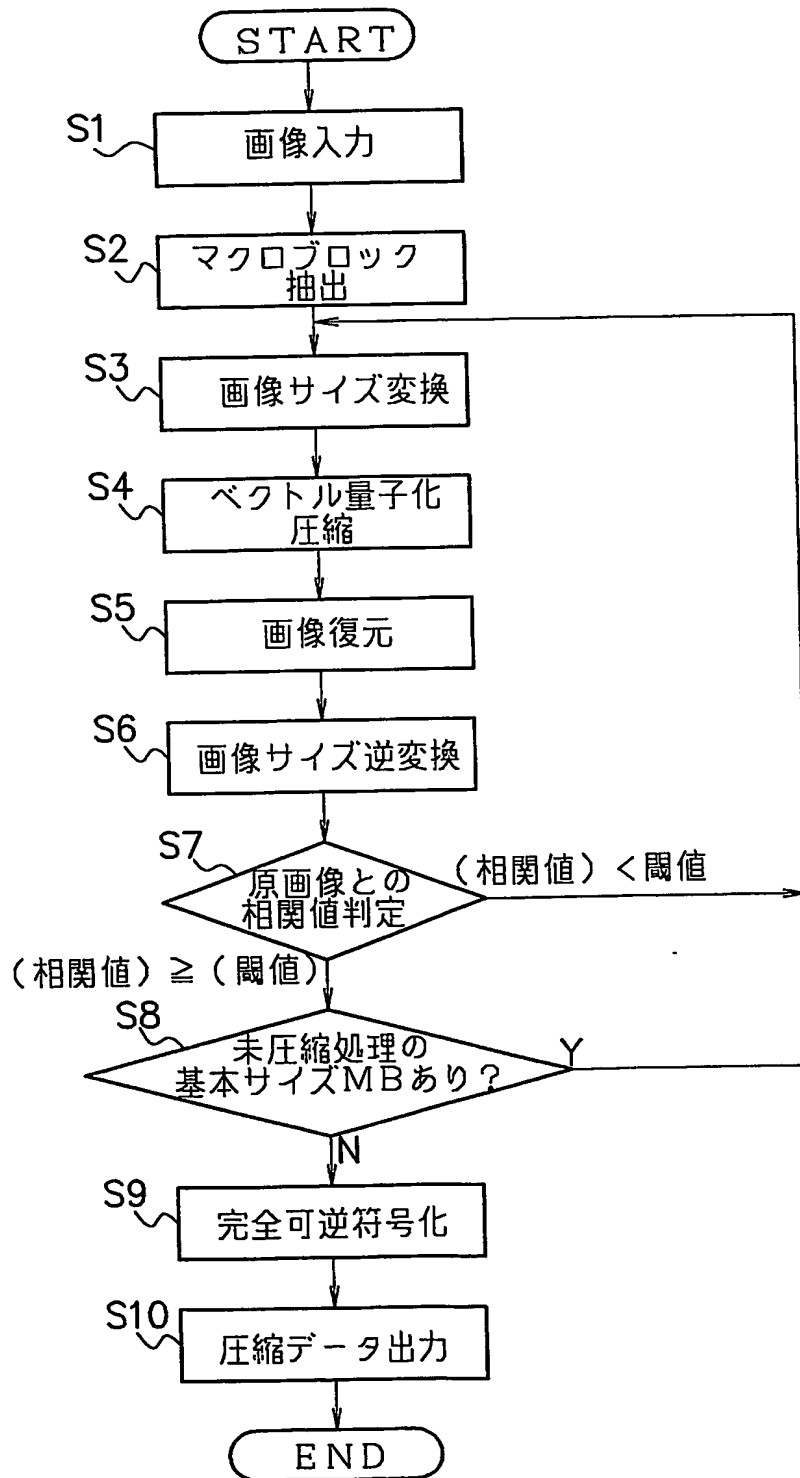 START
S1
画像入力
S2
マクロブロック
抽出
S3
画像サイズ変換
S4
ベクトル量子化
圧縮
S5
画像復元
S6
画像サイズ逆変換
S7
原画像との
相関値判定
(相関値)<閾値
(相関値)≧(閾値)
S8
未圧縮処理の
基本サイズMBあり?
Y
N
S9
完全可逆符号化
S10
圧縮データ出力
END